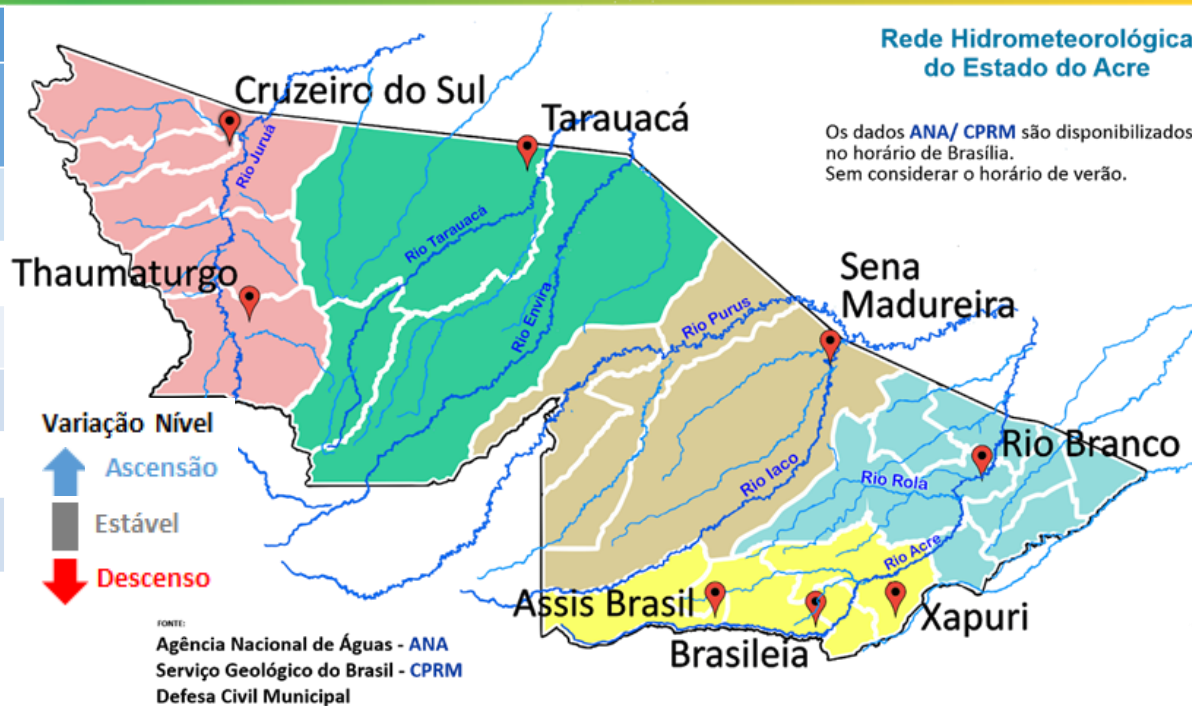 Rede Hidrometeorológica
do Estado do Acre
Os dados ANA/ CPRM são disponibilizados
no horário de Brasília.
Sem considerar o horário de verão.
Cruzeiro do Sul
Tarauacá
Rio Juruá
Rio Tarauacá
Thaumaturgo
Rio Envira
Sena
Madureira
Rio Purus
Variação Nível
Ascensão
Estável
Descenso
Rio Branco
Rio Iaco
Rio Rola
Rio Acre
Assis Brasil
Xapuri
Brasileia
FONTE:
Agência Nacional de Águas - ANA
Serviço Geológico do Brasil - CPRM
Defesa Civil Municipal